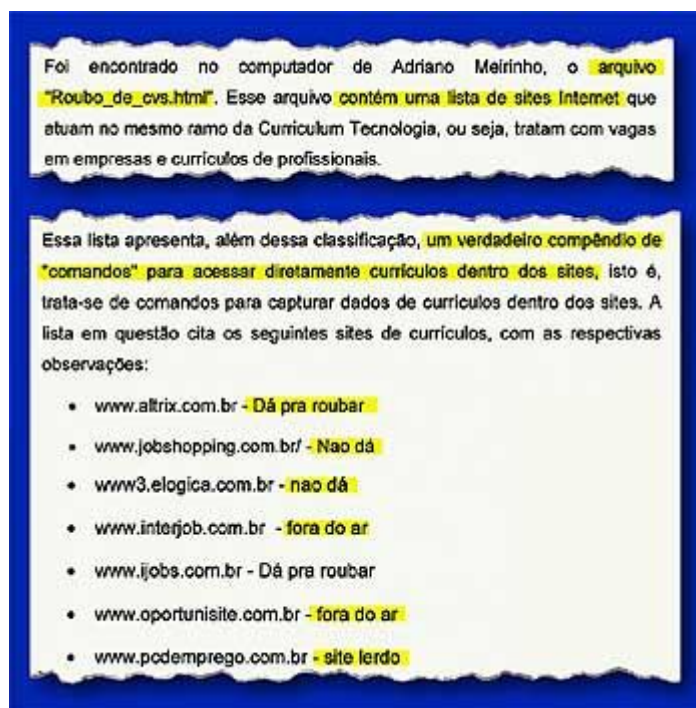 Foi encontrado no computador de Adriano Meirinho, o arquivo
"Roubo_de_cvs.html". Esse arquivo contém uma lista de sites Internet que
atuam no mesmo ramo da Curriculum Tecnologia, ou seja, tratam com vagas
em empresas e currículos de profissionais.
Essa lista apresenta, além dessa classificação, um verdadeiro compêndio de
"comandos" para acessar diretamente currículos dentro dos sites, isto é,
trata-se de comandos para capturar dados de currículos dentro dos sites. A
lista em questão cita os seguintes sites de currículos, com as respectivas
observações:
• www.altrix.com.br - Dá pra roubar
• www.jobshopping.com.br/ - Nao dá
• www3.elogica.com.br - nao dá
• www.interjob.com.br - fora do ar
• www.ijobs.com.br - Dá pra roubar
• www.oportunisite.com.br - fora do ar
• www.pcdemprego.com.br - site lerdo